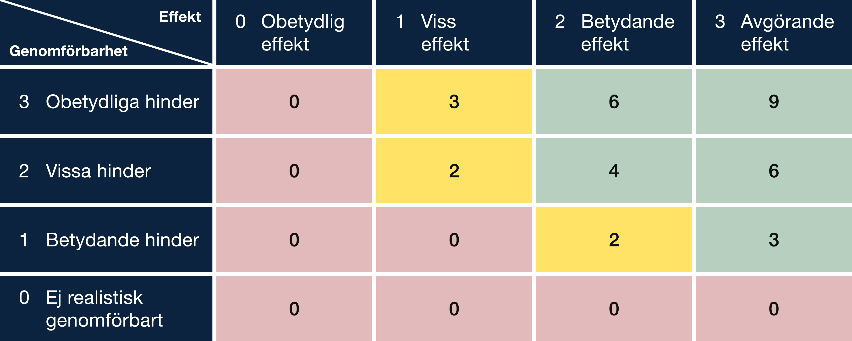 Effekt
Genomförbarhet
0 Obetydlig effekt
1 Viss effekt
2 Betydande effekt
3 Avgörande effekt
3 Obetydliga hinder 0 3 6 9
2 Vissa hinder 0 2 4 6
1 Betydande hinder 0 0 2 3
0 Ej realistisk genomförbart 0 0 0 0